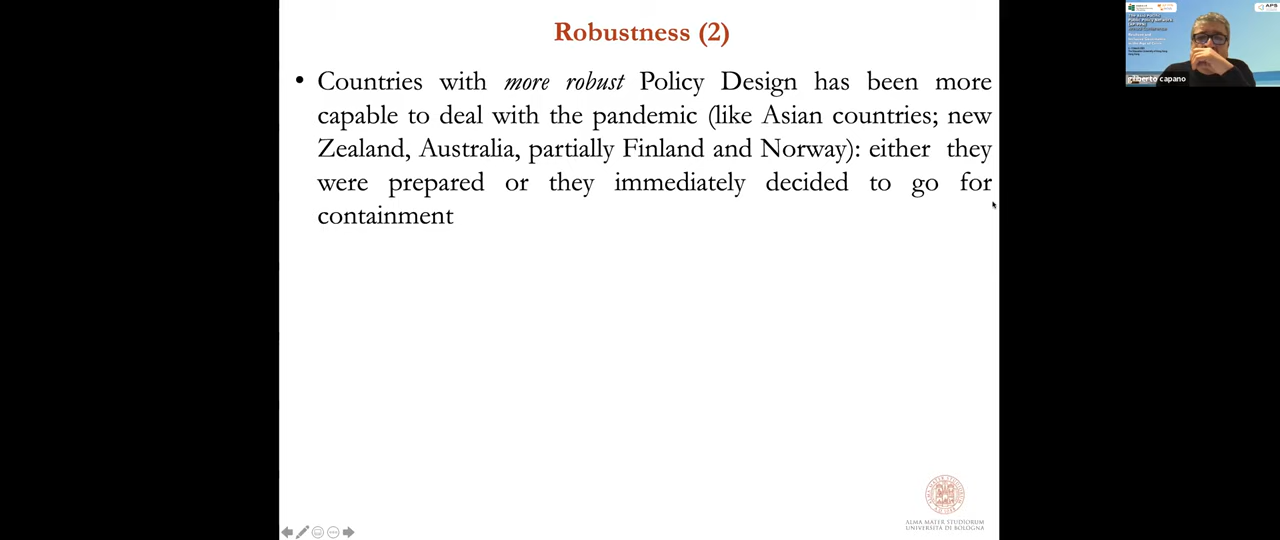 Robustness (2)
• Countries with more robust Policy Design has been more
capable to deal with the pandemic (like Asian countries; new
Zealand, Australia, partially Finland and Norway): either they
were prepared or they immediately decided to go for
containment
ALMA MATER STUDIORUM
UNIVERSITÀ DI BOLOGNA
APS
gilberto capano